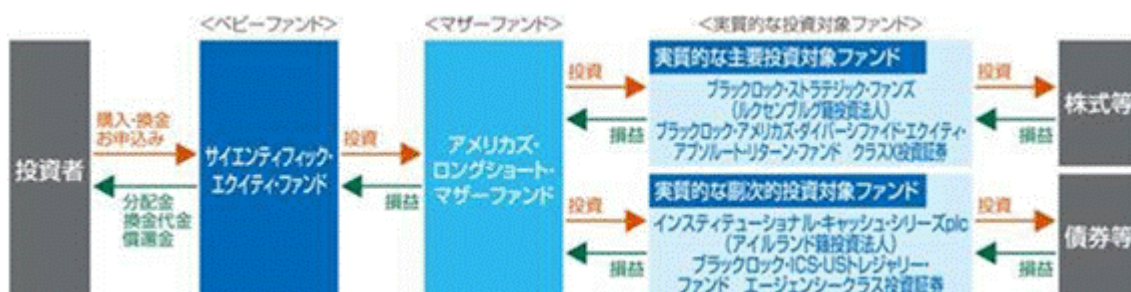 <ベビーファンド>
<マザーファンド>
<実質的な投資対象ファンド>
投資者
購入・換金
お申込み
分配金
換金代金
償還金
サイエンティフィック・
エクイティ・ファンド
投資
損益
アメリカズ・
ロングショート・
マザーファンド
投資
損益
実質的な主要投資対象ファンド
ブラックロック・ストラテジック・ファンズ
(ルクセンブルグ籍投資法人)
ブラックロック・アメリカズ・ダイバーシファイド・エクイティ・
アブソルート・リターン・ファンド クラスX投資証券
投資
損益
株式等
投資
損益
実質的な副次的投資対象ファンド
インスティテューショナル・キャッシュ・シリーズplc
(アイルランド籍投資法人)
ブラックロック・ICS・USトレジャリー・
ファンド エージェンシークラス投資証券
投資
損益
債券等